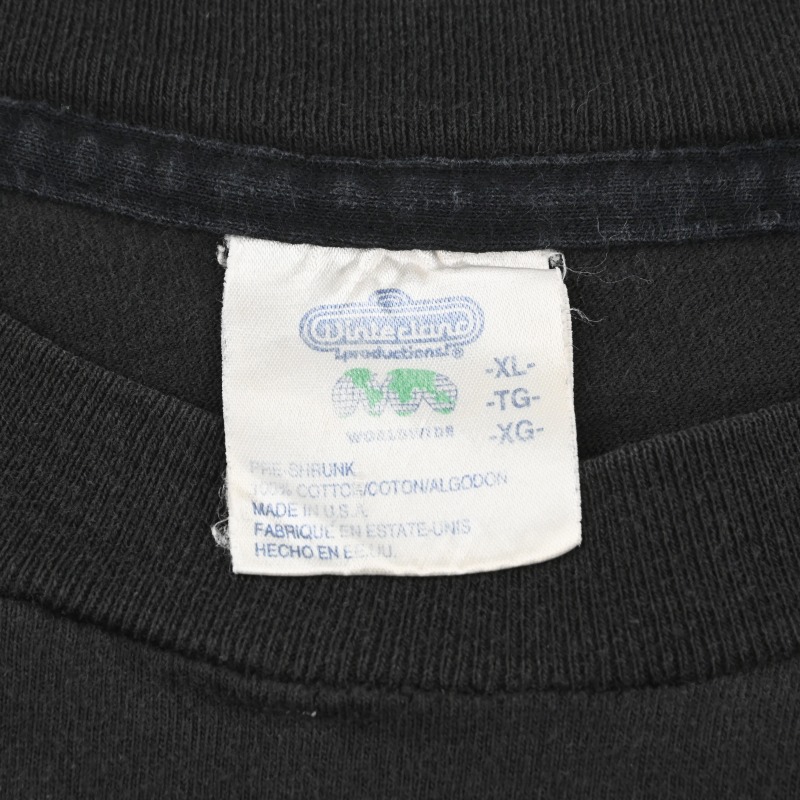 Winterland
productions®
WORLDWIDE
-XL-
-TG-
-XG-
PRE-SHRUNK
100% COTTON/COTON/ALGODON
MADE IN U.S.A.
FABRIQUE EN ESTATE-UNIS
HECHO EN EE.UU.